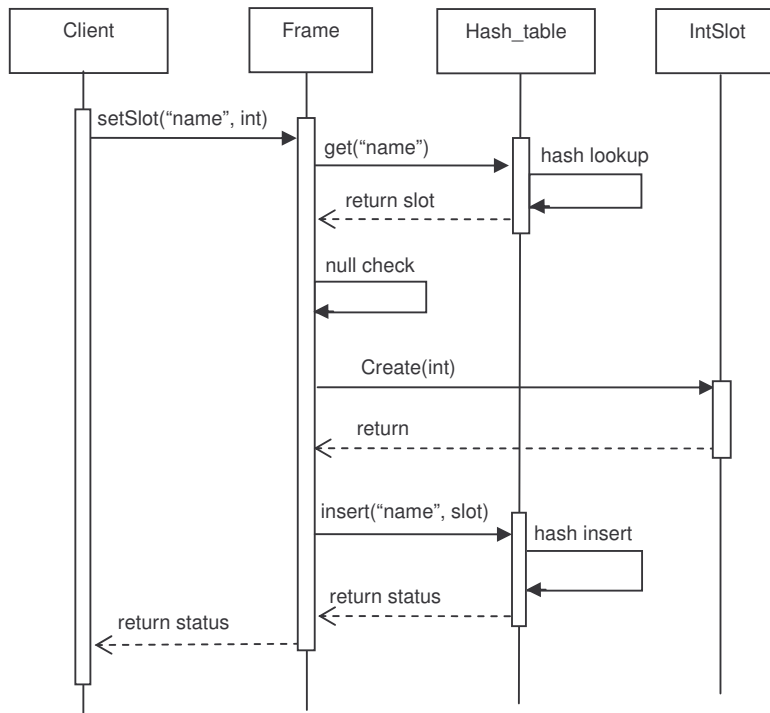 Client
Frame
Hash_table
IntSlot
setSlot(“name”, int)
get(“name”)
hash lookup
return slot
null check
Create(int)
return
insert(“name”, slot)
hash insert
return status
return status